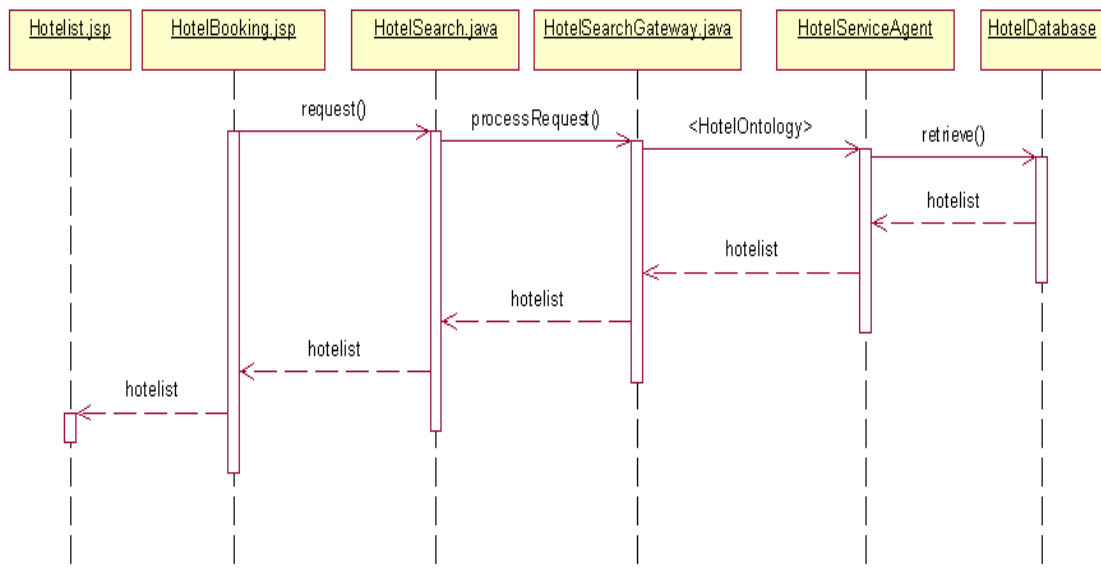 Hotelist.jsp
HotelBooking.jsp
HotelSearch.java
HotelSearchGateway.java
HotelServiceAgent
HotelDatabase
request()
processRequest()
<HotelOntology>
retrieve()
hotelist
hotelist
hotelist
hotelist
hotelist